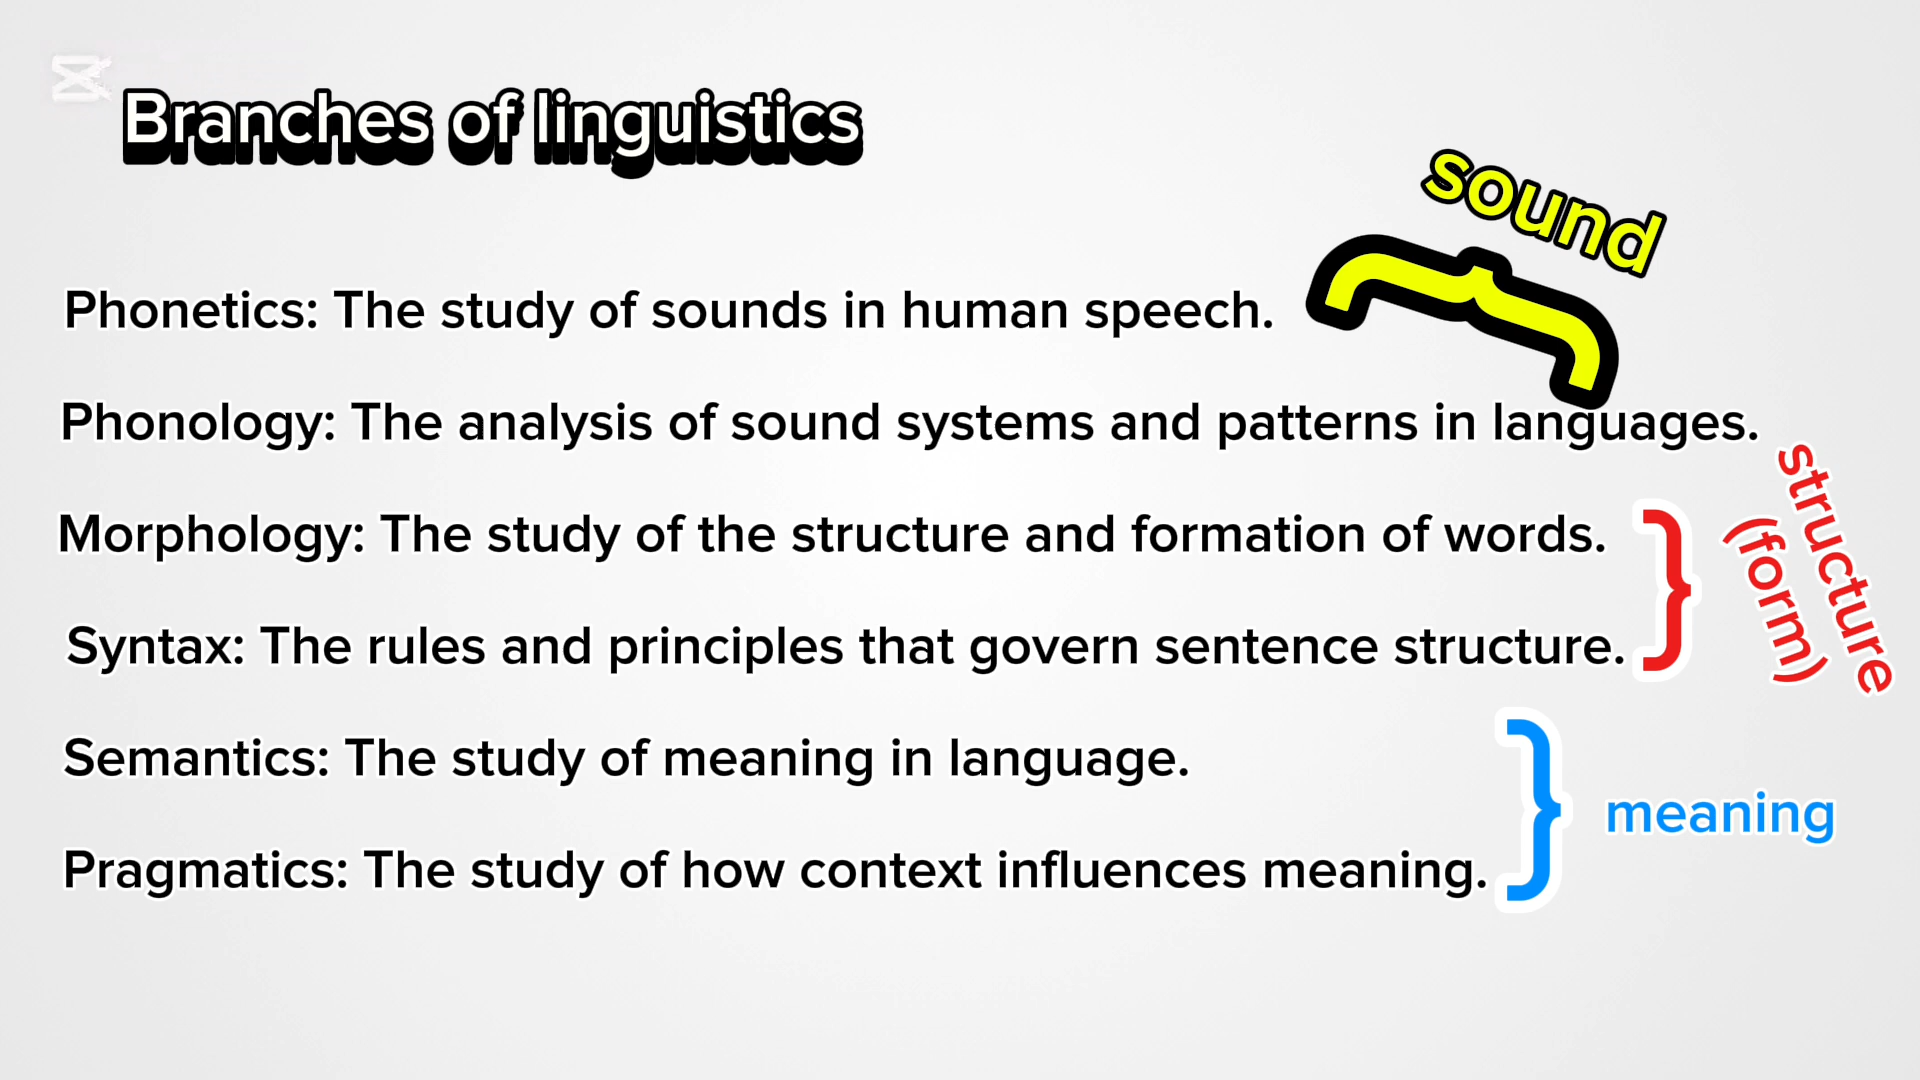 Branches of linguistics
sound
Phonetics: The study of sounds in human speech.
Phonology: The analysis of sound systems and patterns in languages.
Morphology: The study of the structure and formation of words.
structure
(form)
Syntax: The rules and principles that govern sentence structure.
Semantics: The study of meaning in language.
meaning
Pragmatics: The study of how context influences meaning.